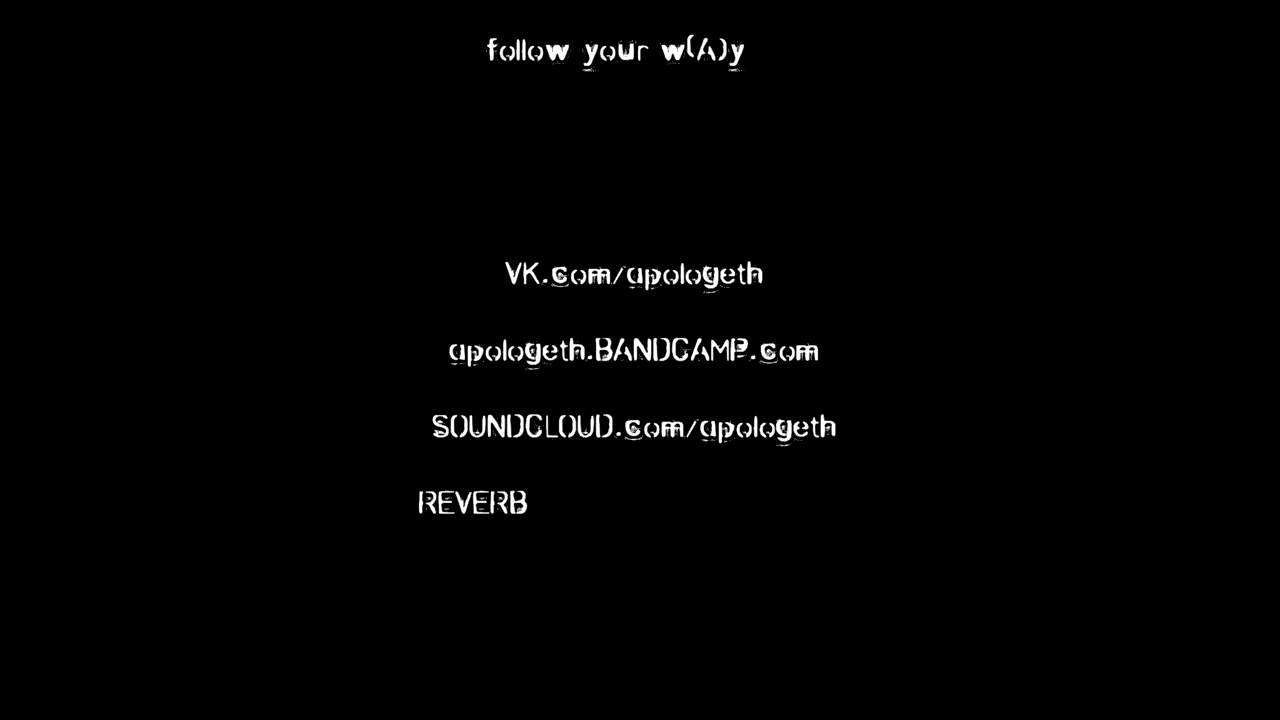 follow your w(A)y
VK.com/apologeth
apologeth.BANDCAMP.com
SOUNDCLOUD.com/apologeth
REVERB